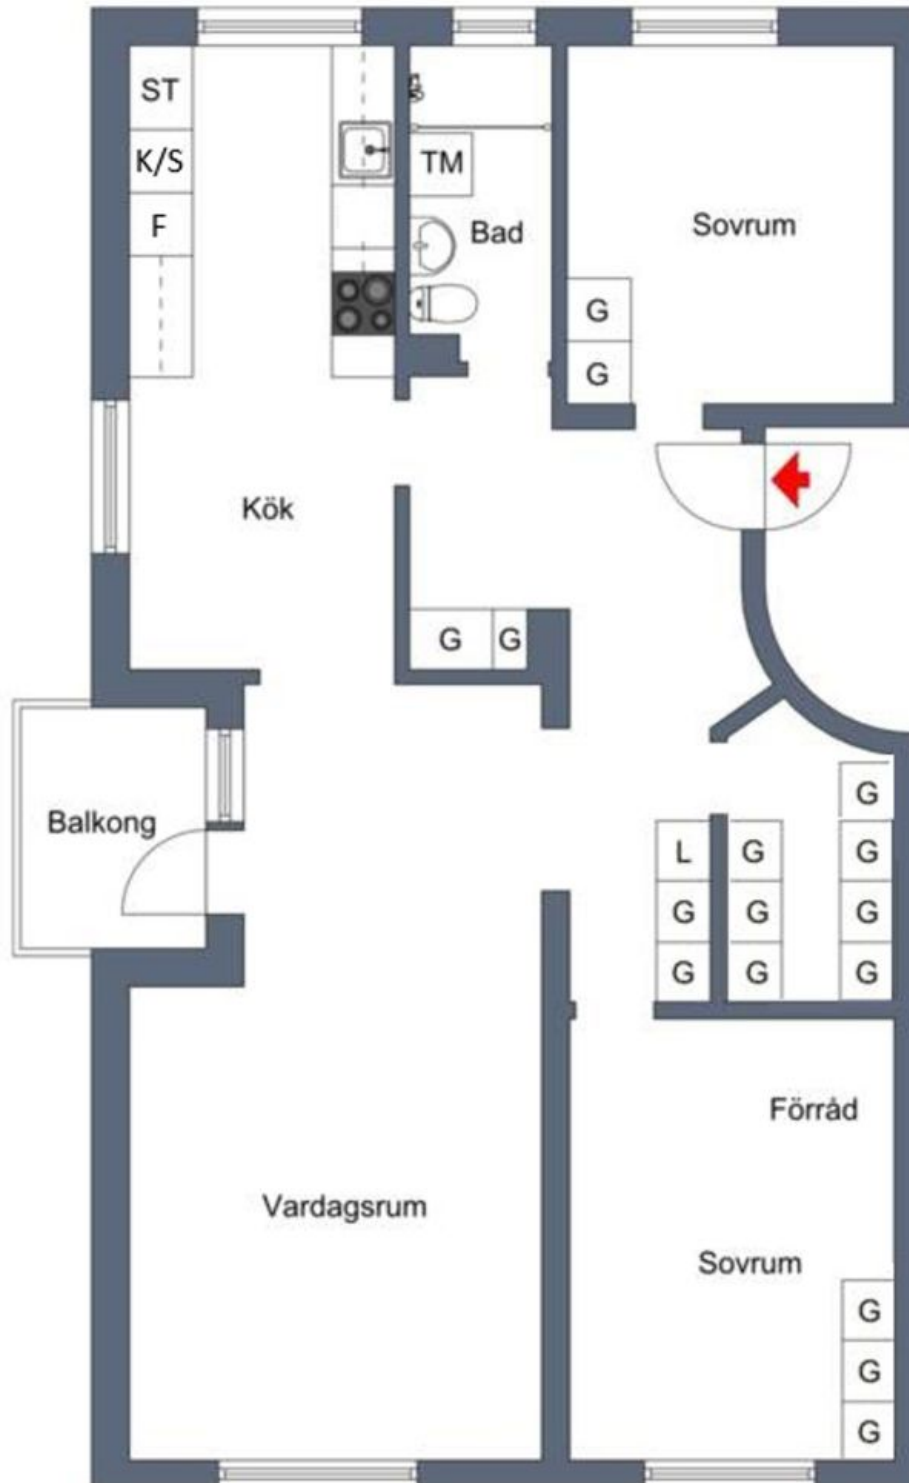 ST
K/S
F
TM
Bad
Sovrum
G
G
Kök
G G
Balkong
G
L G G
G G G
G G G
Förråd
Vardagsrum
Sovrum
G
G
G